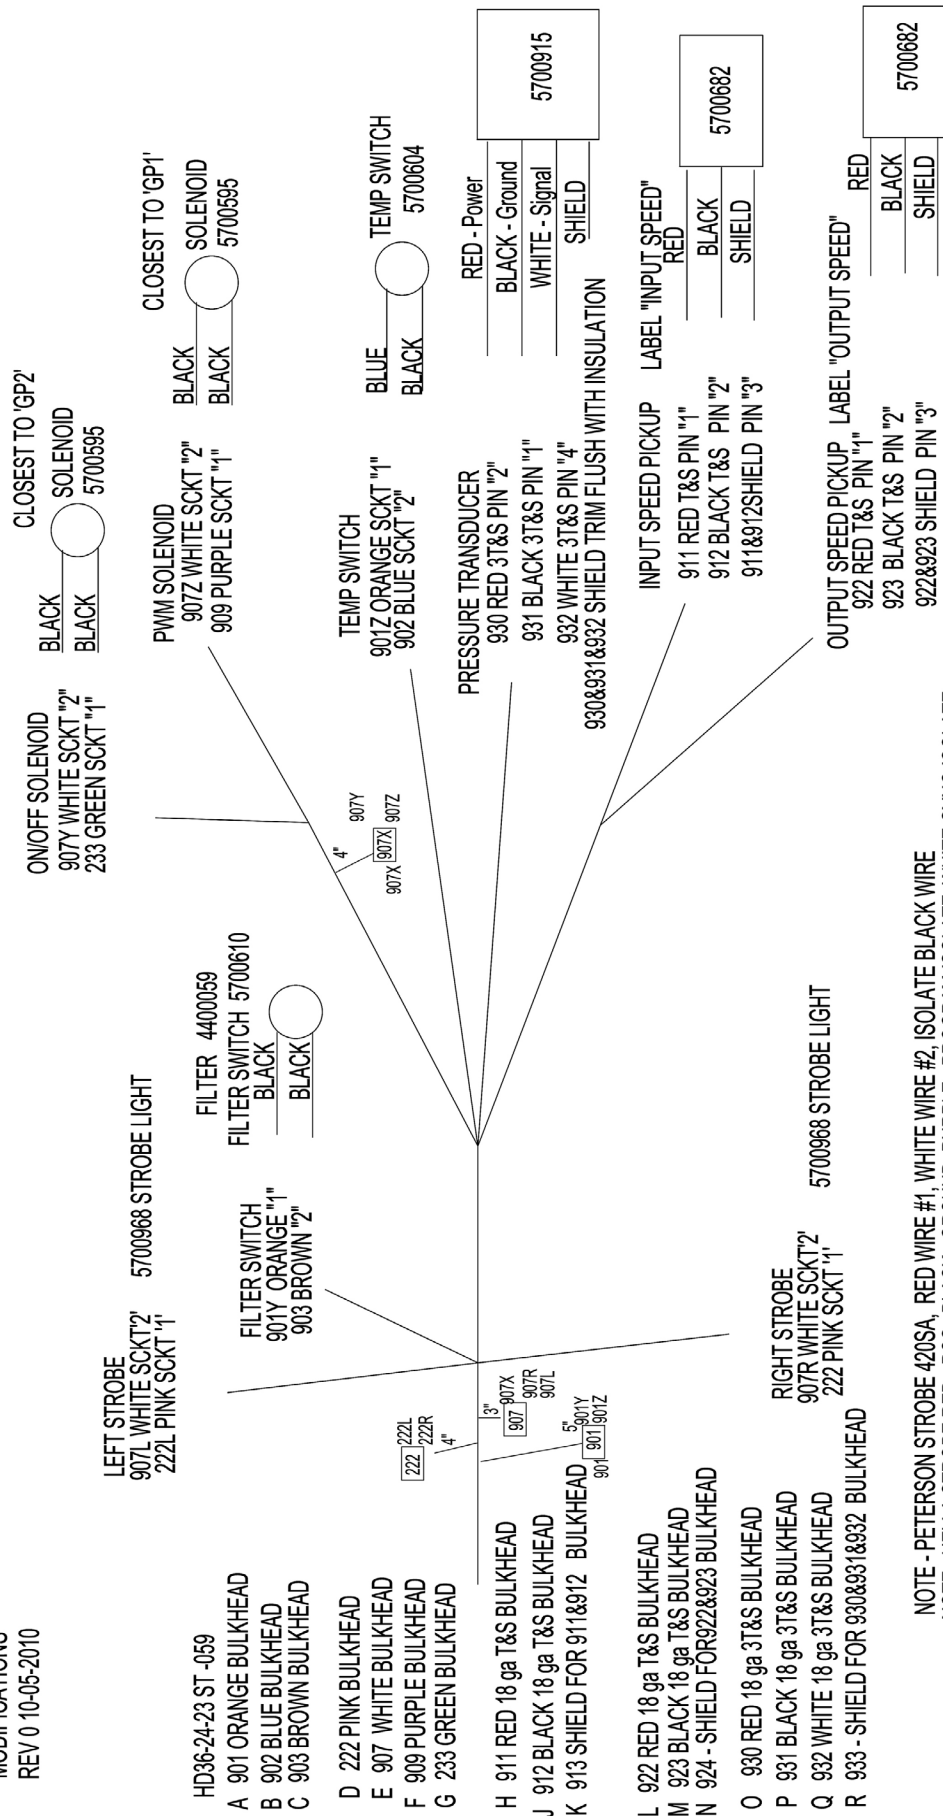 REV 0 10-05-2010
HD36-24-23 ST -059
A 901 ORANGE BULKHEAD
B 902 BLUE BULKHEAD
C 903 BROWN BULKHEAD
D 222 PINK BULKHEAD
E 907 WHITE BULKHEAD
F 909 PURPLE BULKHEAD
G 233 GREEN BULKHEAD
H 911 RED 18 ga T&S BULKHEAD
J 912 BLACK 18 ga T&S BULKHEAD
K 913 SHIELD FOR 911&912 BULKHEAD
L 922 RED 18 ga T&S BULKHEAD
M 923 BLACK 18 ga T&S BULKHEAD
N 924 - SHIELD FOR922&923 BULKHEAD
O 930 RED 18 ga 3T&S BULKHEAD
P 931 BLACK 18 ga 3T&S BULKHEAD
Q 932 WHITE 18 ga 3T&S BULKHEAD
R 933 - SHIELD FOR 930&931&932 BULKHEAD
LEFT STROBE
907L WHITE SCKT'2'
222L PINK SCKT '1'
5700968 STROBE LIGHT
FILTER SWITCH
901Y ORANGE "1"
903 BROWN "2"
FILTER 4400059
FILTER SWITCH 5700610
BLACK
BLACK
222
222L
222R
4"
3"
907
907X
907R
907L
5"
901
901
901Y
901Z
RIGHT STROBE
907R WHITE SCKT'2'
222 PINK SCKT '1'
5700968 STROBE LIGHT
ON/OFF SOLENOID
907Y WHITE SCKT "2"
233 GREEN SCKT "1"
CLOSEST TO 'GP2'
BLACK
BLACK
SOLENOID
5700595
4"
907X
907X
907Y
907Z
PWM SOLENOID
907Z WHITE SCKT "2"
909 PURPLE SCKT "1"
CLOSEST TO 'GP1'
BLACK
BLACK
SOLENOID
5700595
TEMP SWITCH
901Z ORANGE SCKT "1"
902 BLUE SCKT "2"
BLUE
BLACK
TEMP SWITCH
5700604
PRESSURE TRANSDUCER
930 RED 3T&S PIN "2"
931 BLACK 3T&S PIN "1"
932 WHITE 3T&S PIN "4"
930&931&932 SHIELD TRIM FLUSH WITH INSULATION
RED - Power
BLACK - Ground
WHITE - Signal
SHIELD
5700915
INPUT SPEED PICKUP LABEL "INPUT SPEED"
911 RED T&S PIN "1"
912 BLACK T&S PIN "2"
911&912SHIELD PIN "3"
RED
BLACK
SHIELD
5700682
OUTPUT SPEED PICKUP LABEL "OUTPUT SPEED"
922 RED T&S PIN "1"
923 BLACK T&S PIN "2"
922&923 SHIELD PIN "3"
RED
BLACK
SHIELD
5700682
NOTE - PETERSON STROBE 420SA, RED WIRE #1, WHITE WIRE #2, ISOLATE BLACK WIRE